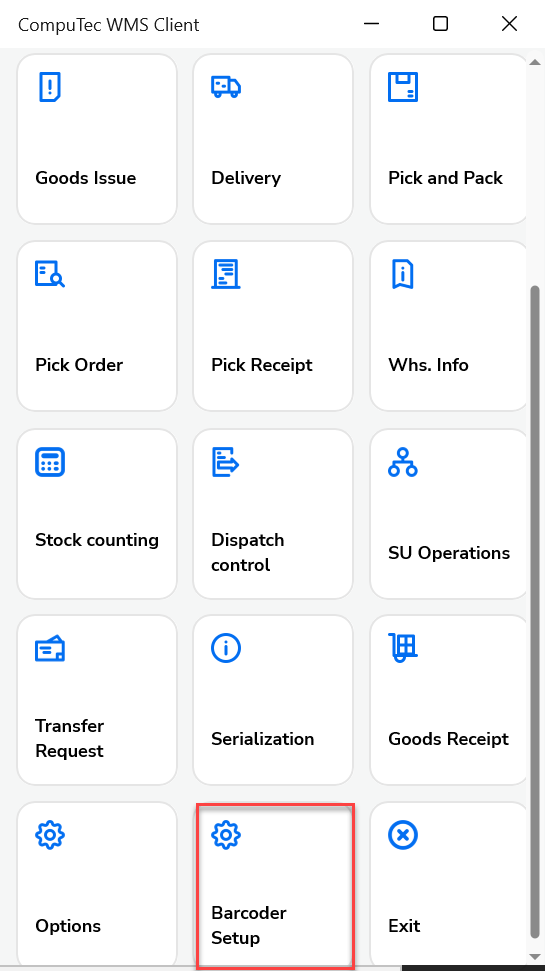 CompuTec WMS Client
Goods Issue
Delivery
Pick and Pack
Pick Order
Pick Receipt
Whs. Info
Stock counting
Dispatch
control
SU Operations
Transfer
Request
Serialization
Goods Receipt
Options
Barcoder
Setup
Exit